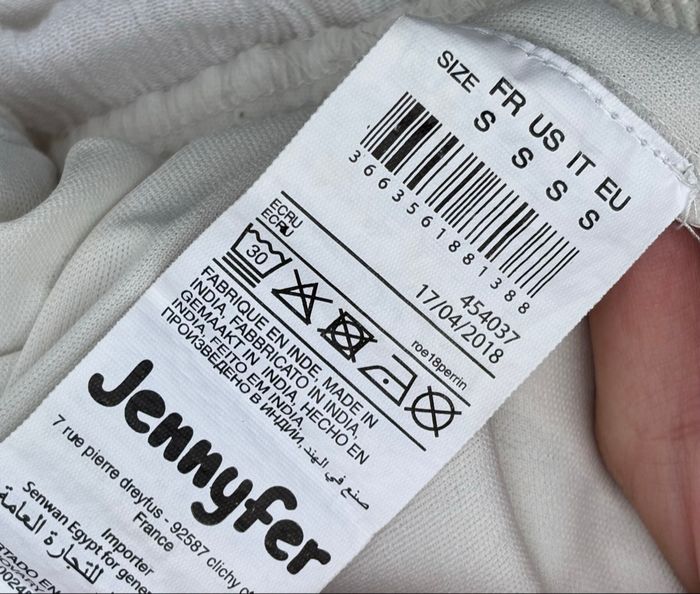 SIZE FR US IT EU
S S S S
3663561881388
454037
17/04/2018
ECRU
ECRU
30
roe18perrin
FABRIQUE EN INDE, MADE IN
INDIA, FABBRICATO IN INDIA,
GEMAAKT IN INDIA, HECHO EN
INDIA, FEITO EM INDIA,
ПРОИЗВЕДЕНО В ИНДИИ, صنع في الهند
Jennyfer
7 rue pierre dreyfus - 92587 clichy
France
Importer
Senwan Egypt for
للتجارة العامة